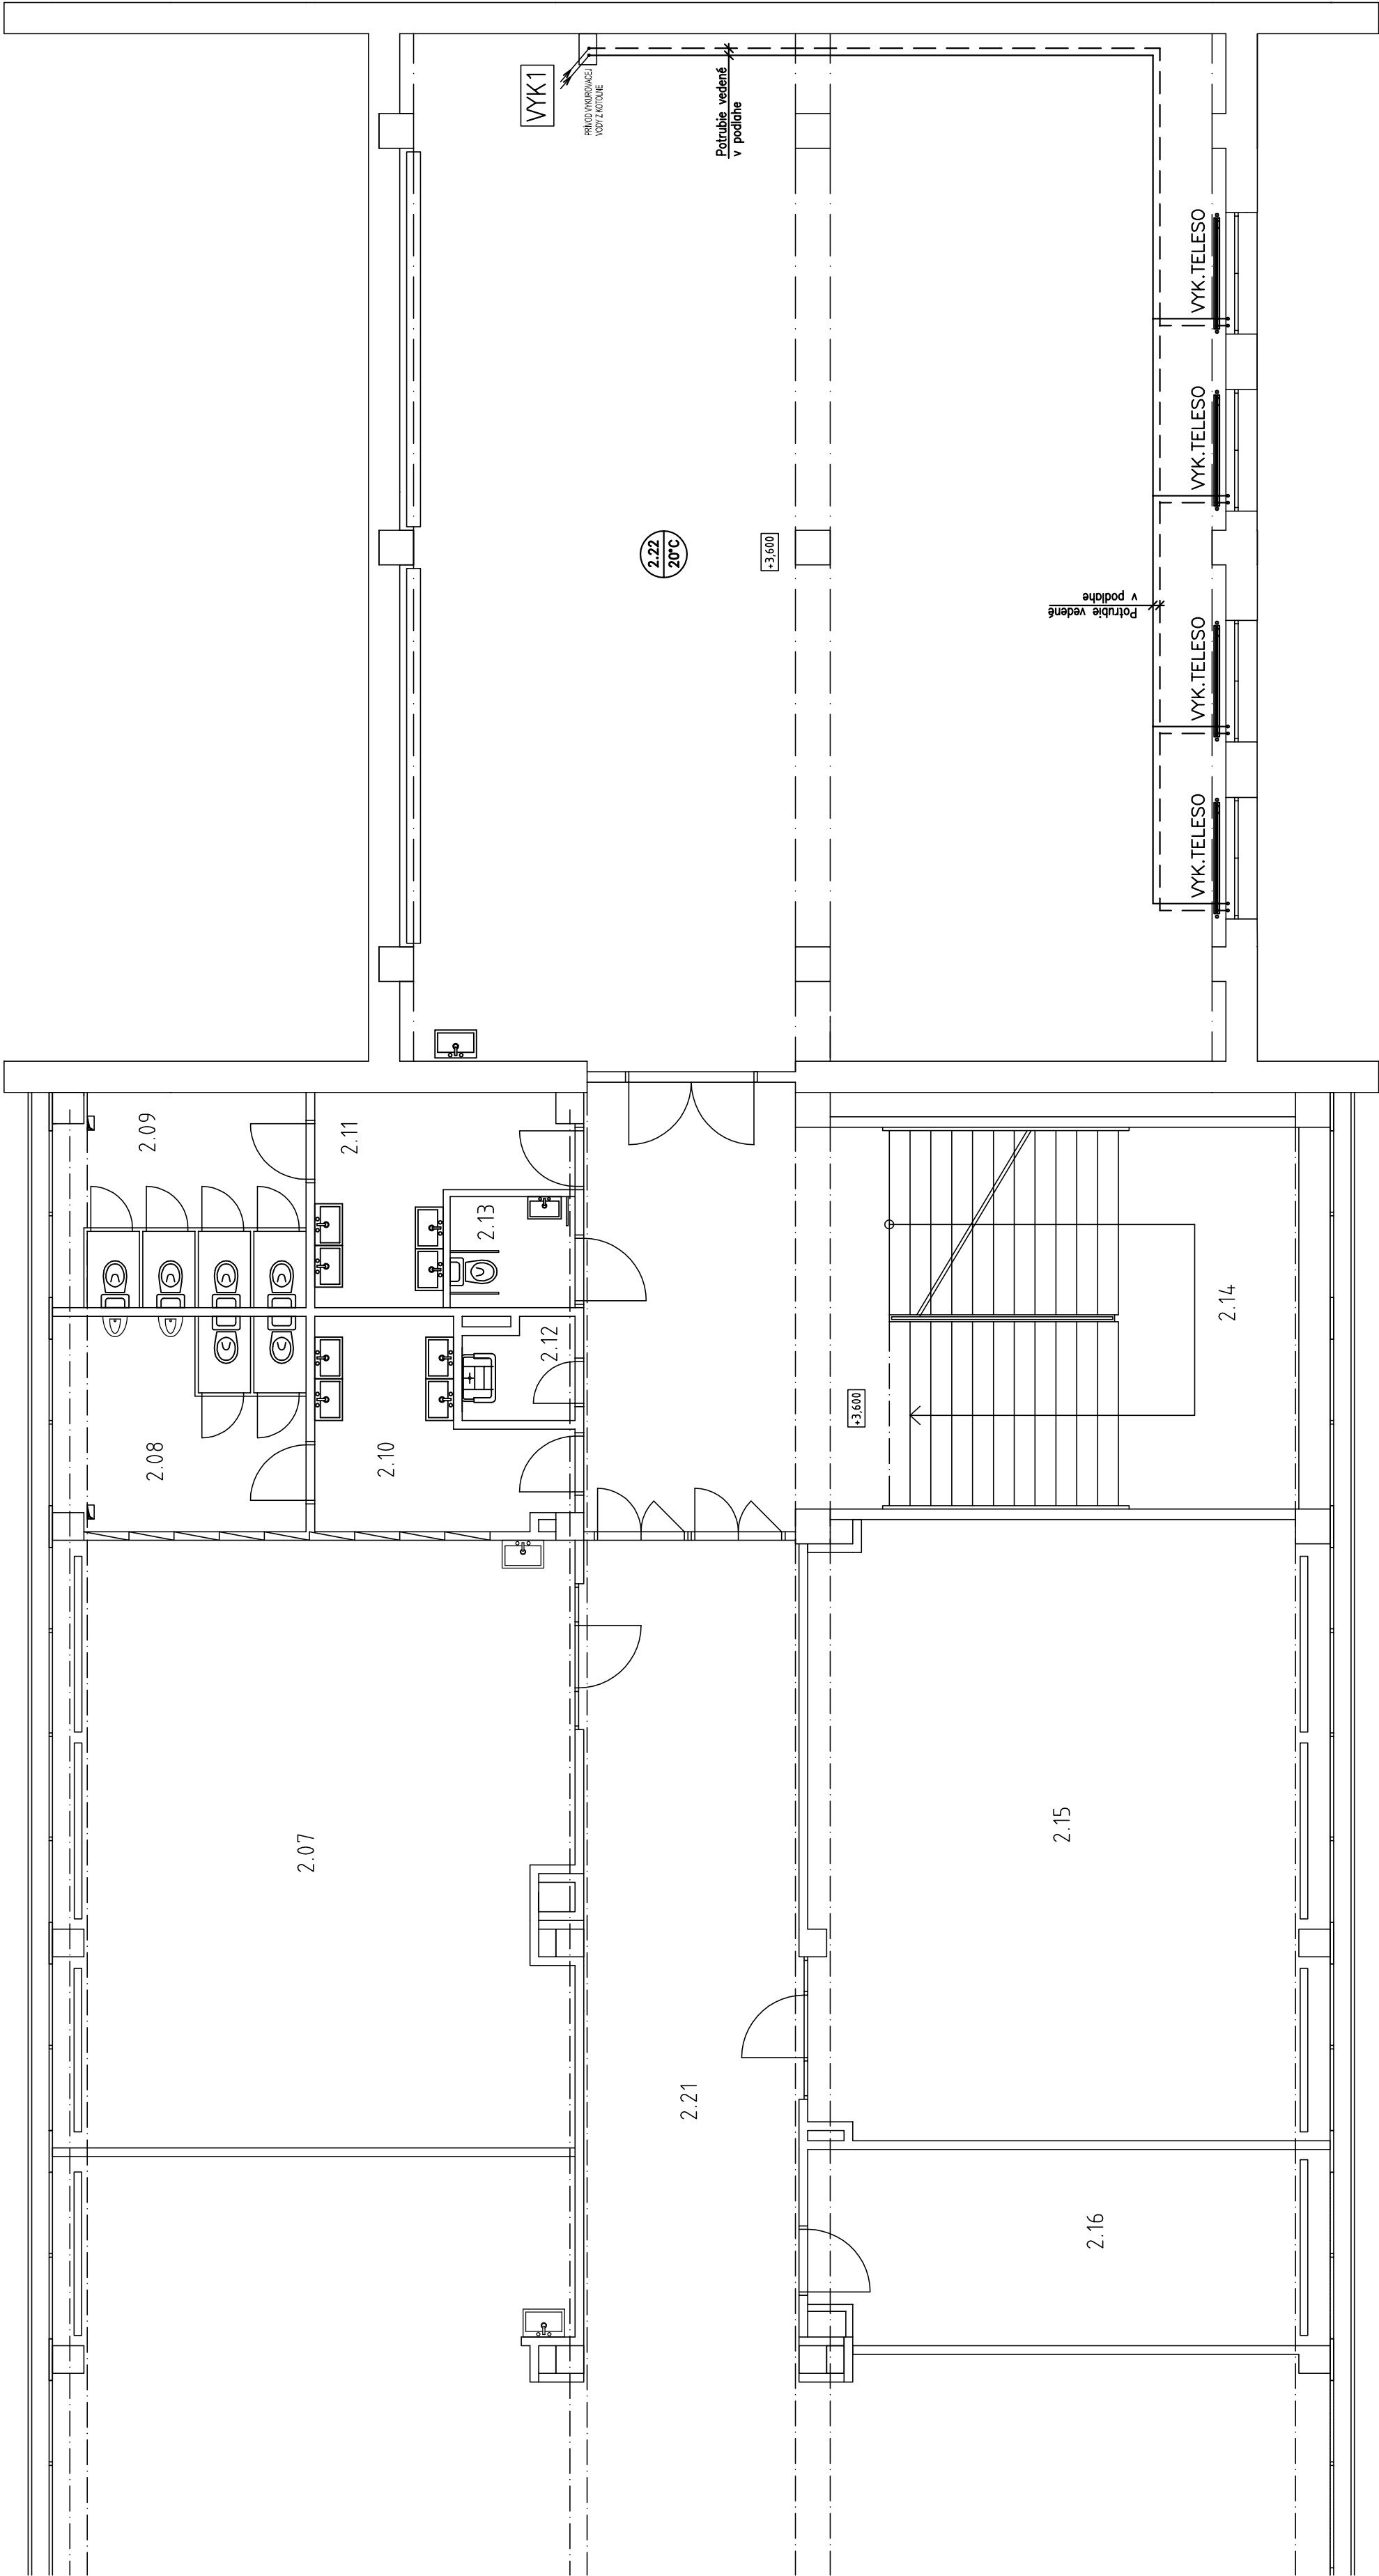 VYK1
PRÍVOD VYKUROVACEJ
VODY Z KOTOLNE
Potrubie vedené
v podlahe
VYK.TELESO
VYK.TELESO
VYK.TELESO
VYK.TELESO
2.22
20°C
+3,600
Potrubie vedené
v podlahe
2.09
2.11
2.13
2.12
2.08
2.10
+3,600
2.14
2.07
2.15
2.21
2.16